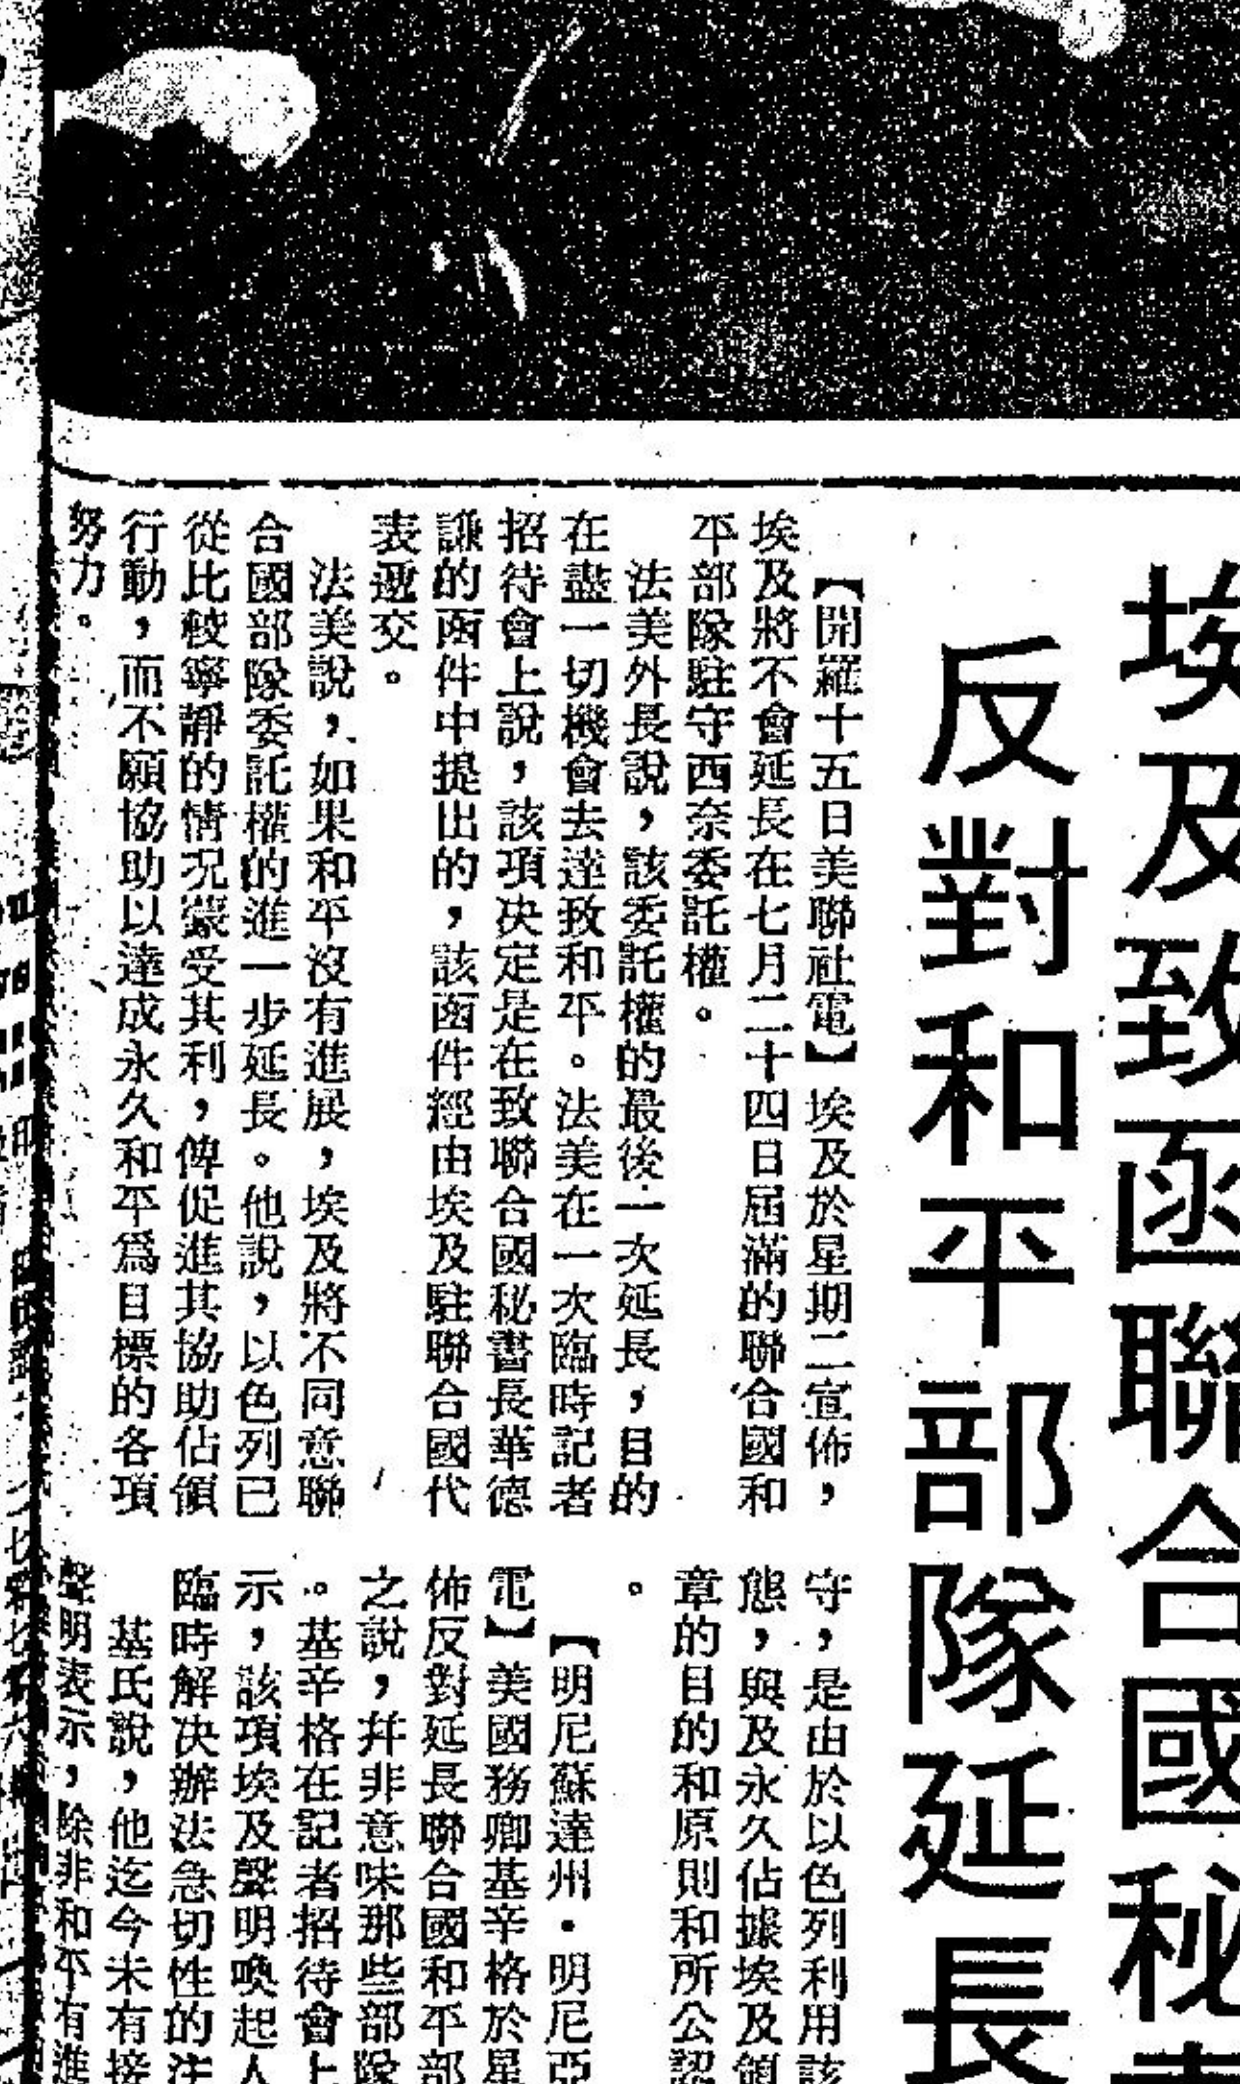 埃及致函聯合國秘
反對和平部隊延長
【開羅十五日美聯社電】埃及於星期二宣佈，
埃及將不會延長在七月二十四日屆滿的聯合國和
平部隊駐守西奈委託權。
法美外長說，該委託權的最後一次延長，目的
在盡一切機會去達致和平。法美在一次臨時記者
招待會上說，該項決定是在致聯合國秘書長華德
謙的函件中提出的，該函件經由埃及駐聯合國代
表遞交。
法美說，如果和平沒有進展，埃及將不同意聯
合國部隊委託權的進一步延長。他說，以色列已
從比較寧靜的情況蒙受其利，俾促進其協助佔領
行動，而不願協助以達成永久和平爲目標的各項
努力。
守，是由於以色列利用該
態，與及永久佔據埃及領
章的目的和原則和所公認
。
【明尼蘇達州・明尼亞
電】美國務卿基辛格於星
佈反對延長聯合國和平部
之說，幷非意味那些部隊
。基辛格在記者招待會上
示，該項埃及聲明喚起人
臨時解決辦法急切性的注
基氏說，他迄今未有接
聲明表示，除非和平有進